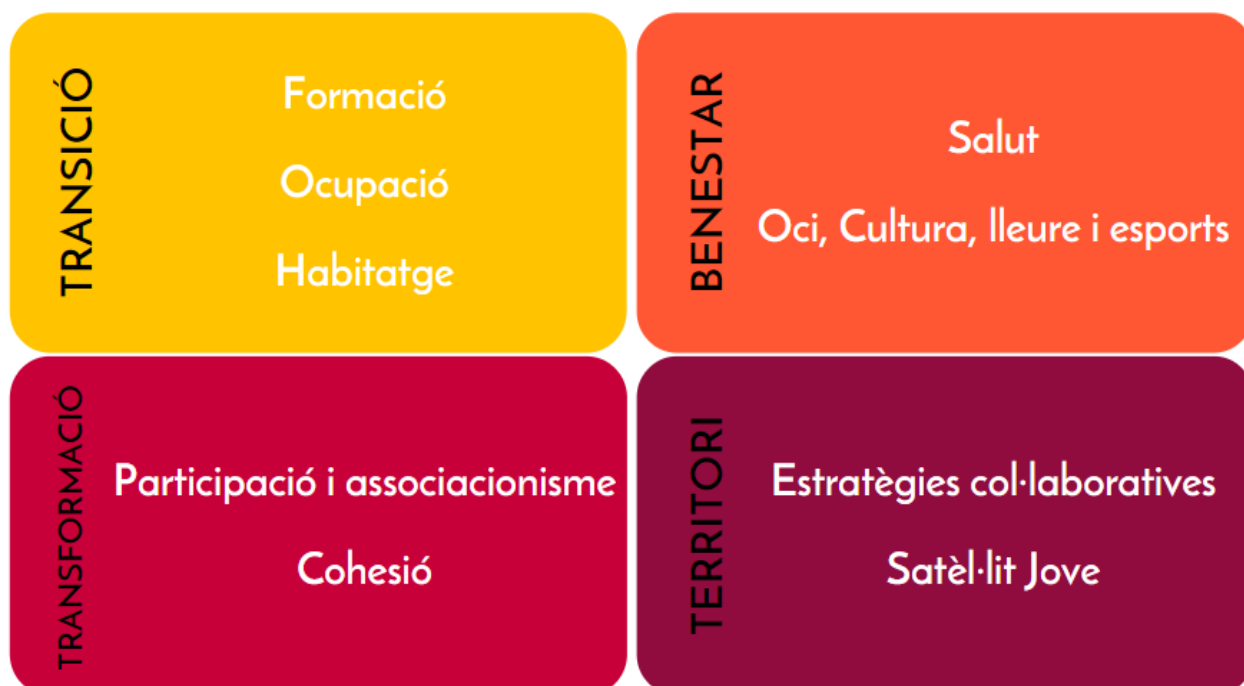 TRANSICIÓ
Formació
Ocupació
Habitatge
BENESTAR
Salut
Oci, Cultura, lleure i esports
TRANSFORMACIÓ
Participació i associacionisme
Cohesió
TERRITORI
Estratègies col·laboratives
Satèl·lit Jove